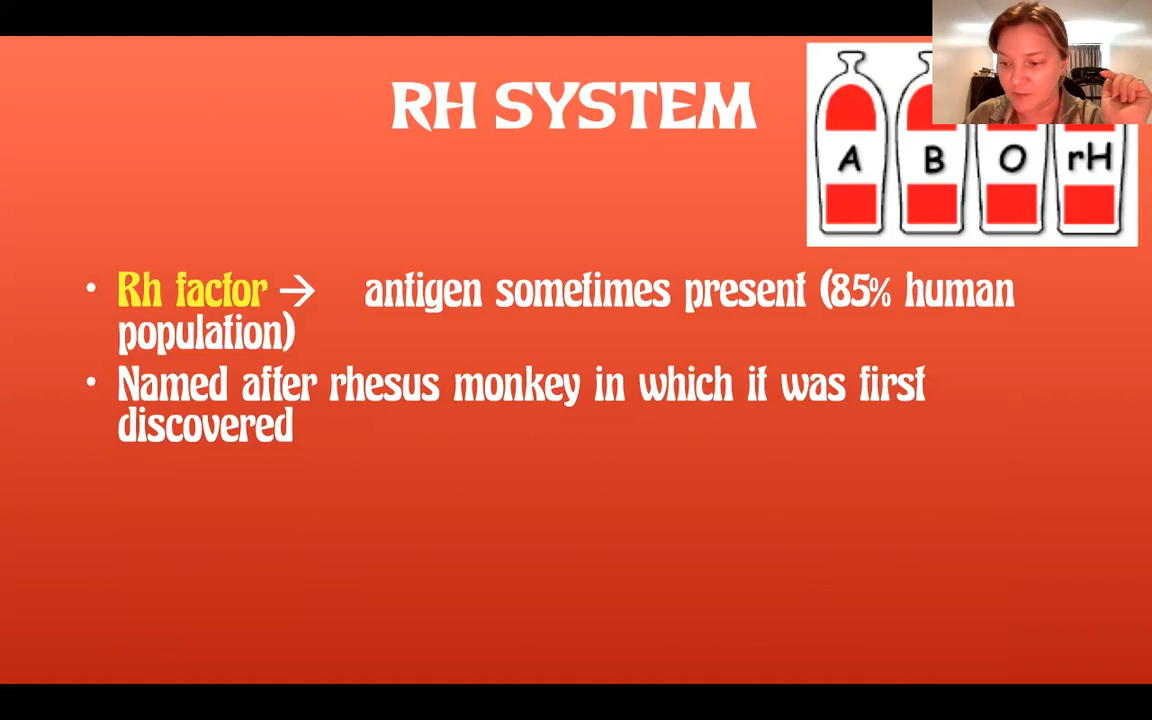 RH SYSTEM
A B O rH
• Rh factor → antigen sometimes present (85% human
population)
• Named after rhesus monkey in which it was first
discovered